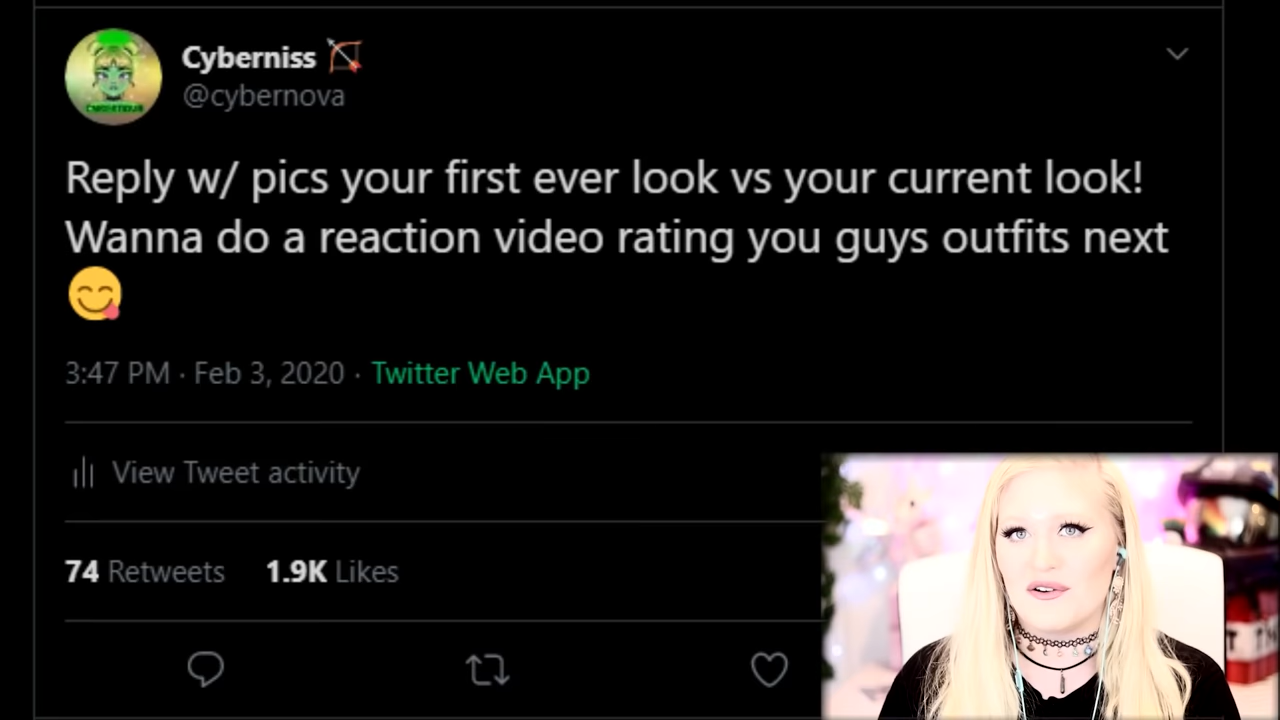 Cyberniss 🏹
@cybernova
Reply w/ pics your first ever look vs your current look!
Wanna do a reaction video rating you guys outfits next
😋
3:47 PM · Feb 3, 2020 · Twitter Web App
View Tweet activity
74 Retweets 1.9K Likes